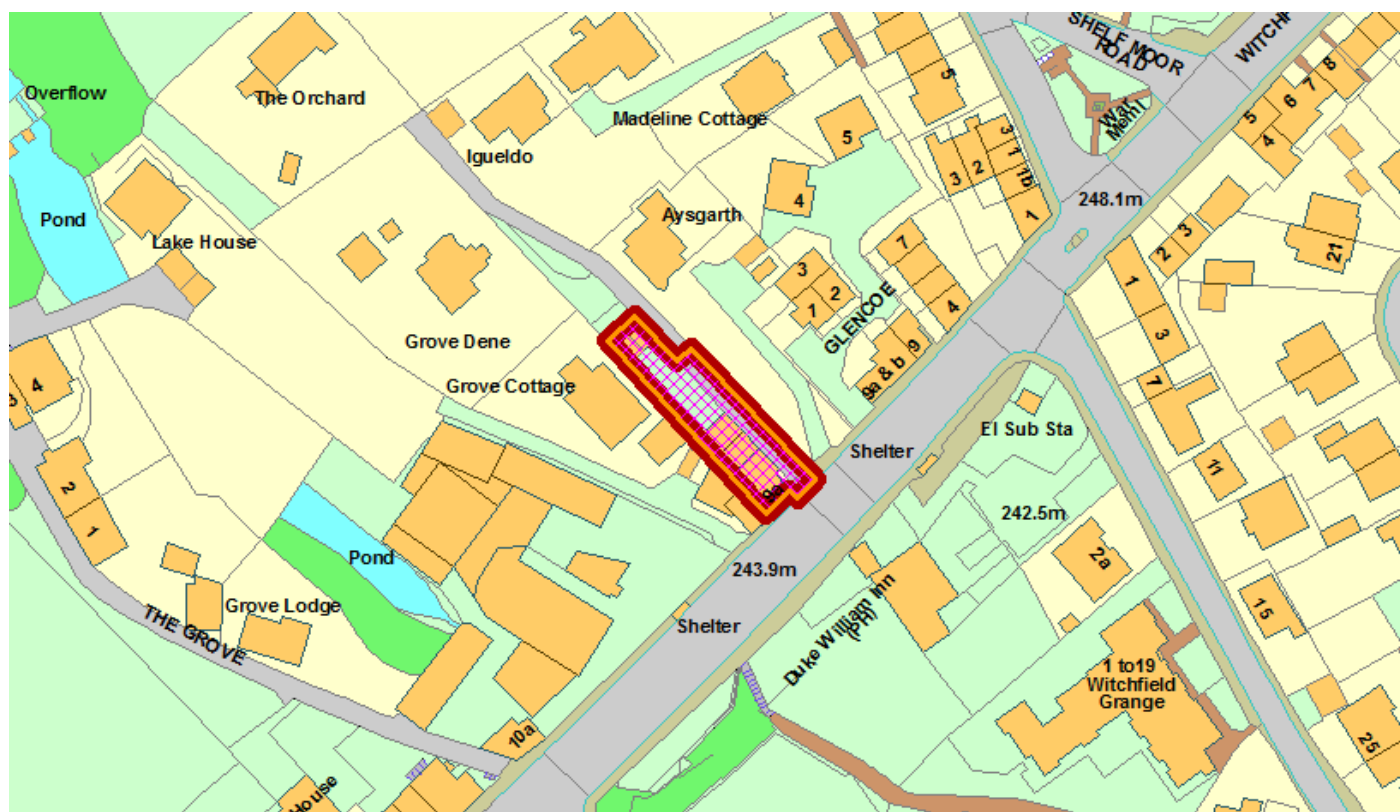 SHELF MOOR
ROAD
WITCHF
Overflow
The Orchard
5
8
7
6
5
4
War
Meml
Madeline Cottage
5
3
1
1b
1
2
3
Igueldo
4
Aysgarth
248.1m
Pond
Lake House
7
4
3
2
1
GLENCOE
3
2
21
1
3
7
9
9a & b
Grove Dene
Grove Cottage
4
3
El Sub Sta
Shelter
11
9a
242.5m
2
1
Pond
243.9m
2a
Duke William Inn
(PH)
15
Grove Lodge
THE GROVE
Shelter
1 to19
Witchfield
Grange
10a
25
House